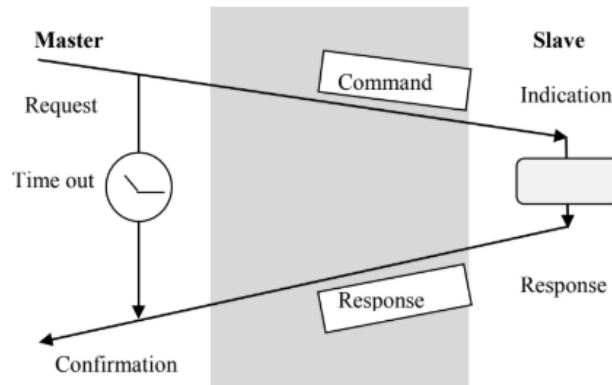 Master
Slave
Command
Request
Indication
Time out
Response
Response
Confirmation